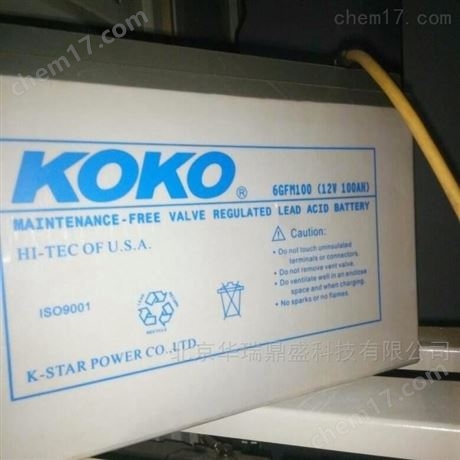 chem17.com
chem17.com
KOKO®
6GFM100 (12V 100AH)
MAINTENANCE-FREE VALVE REGULATED LEAD ACID BATTERY
HI-TEC OF U.S.A.
Caution:
• Do not touch uninsulated
terminals or connectors.
• Do not remove vent valve.
• Do ventilate well in an enclose
space and when charging.
• No sparks or no flames.
ISO9001
RECYCLE
K-STAR POWER CO.,LTD.
北京华瑞鼎盛科技有限公司
chem17.com
chem17.com